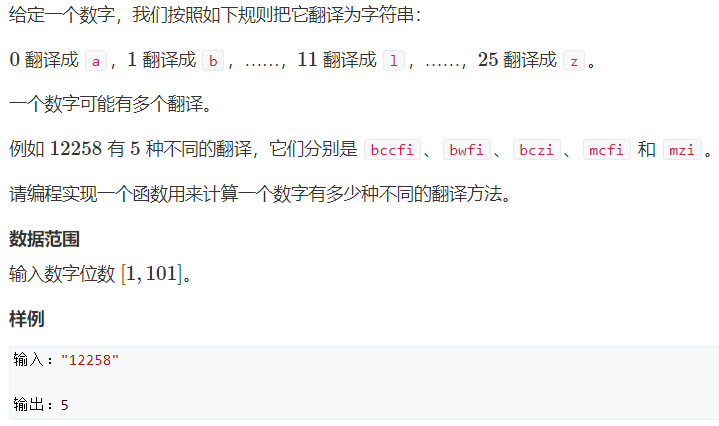 给定一个数字，我们按照如下规则把它翻译为字符串：
0 翻译成 a ，1 翻译成 b ，……，11 翻译成 l ，……，25 翻译成 z 。
一个数字可能有多个翻译。
例如 12258 有 5 种不同的翻译，它们分别是 bccfi 、 bwfi 、 bczi 、 mcfi 和 mzi 。
请编程实现一个函数用来计算一个数字有多少种不同的翻译方法。
数据范围
输入数字位数 [1, 101]。
样例
输入："12258"
输出：5